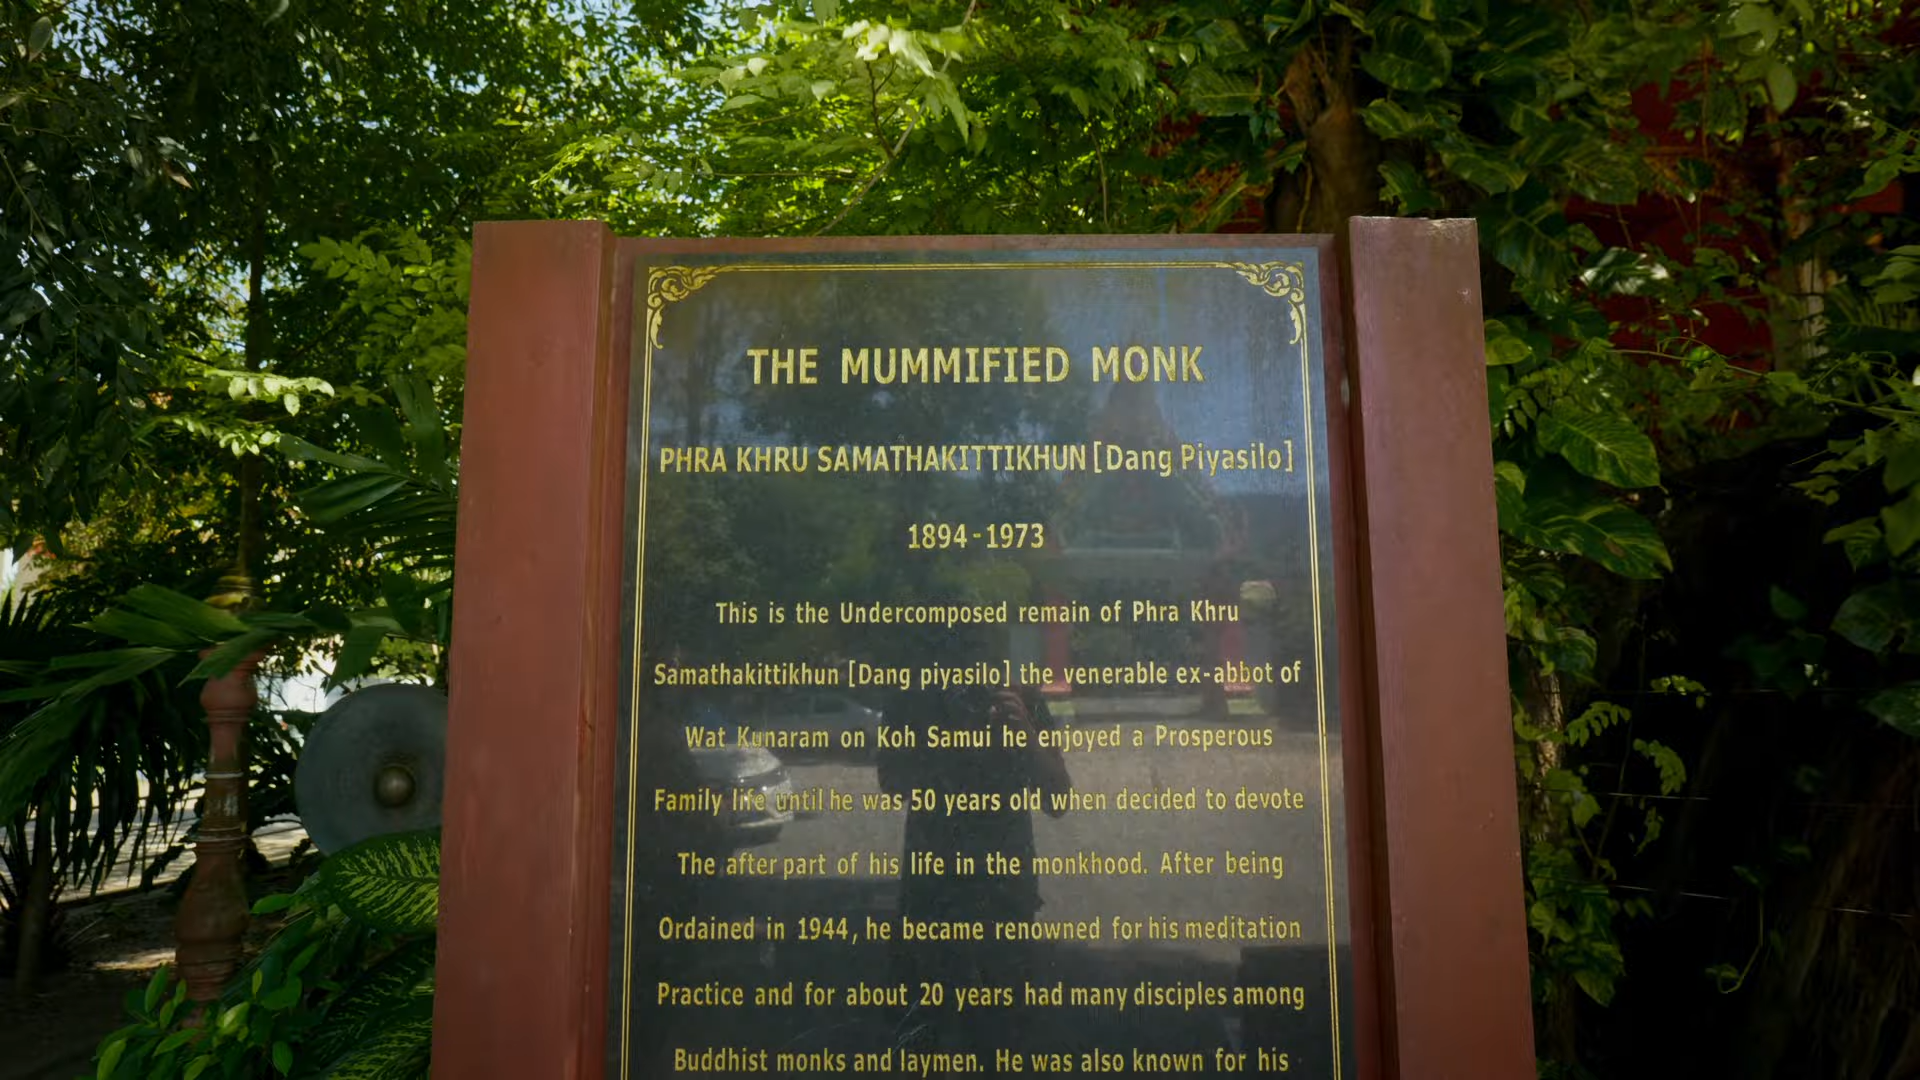 THE MUMMIFIED MONK
PHRA KHRU SAMATHAKITTIKHUN [Dang Piyasilo]
1894-1973
This is the Undercomposed remain of Phra Khru
Samathakittikhun [Dang piyasilo] the venerable ex-abbot of
Wat Kunaram on Koh Samui he enjoyed a Prosperous
Family life until he was 50 years old when decided to devote
The after part of his life in the monkhood. After being
Ordained in 1944, he became renowned for his meditation
Practice and for about 20 years had many disciples among
Buddhist monks and laymen. He was also known for his